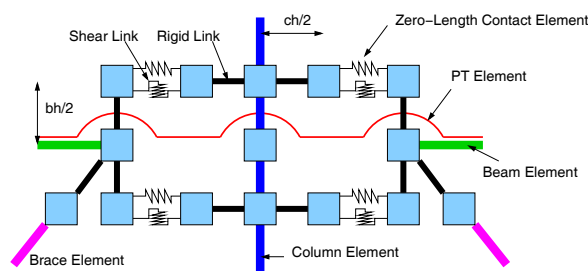 ch/2
Zero-Length Contact Element
Shear Link
Rigid Link
PT Element
bh/2
Beam Element
Brace Element
Column Element